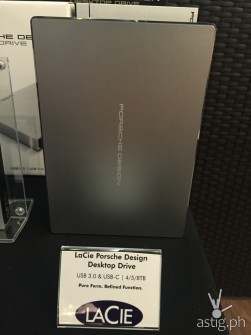 PORSCHE DESIGN
LaCie Porsche Design
Desktop Drive
USB 3.0 & USB-C | 4/5/8TB
Pure Form. Refined Function.
LACIE
astig.ph